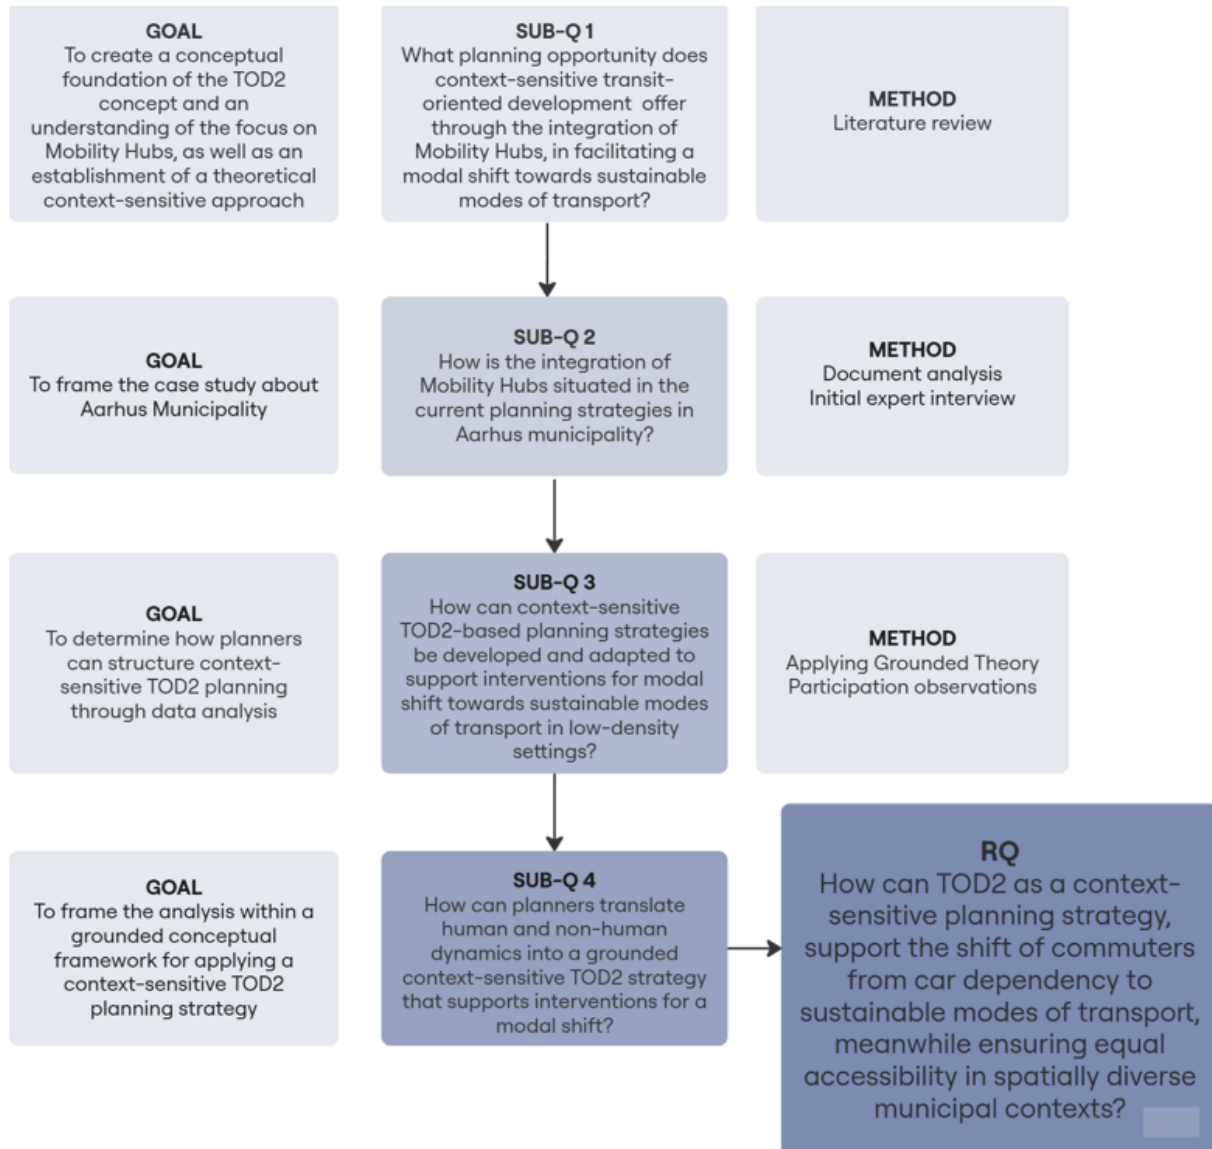 GOAL
To create a conceptual
foundation of the TOD2
concept and an
understanding of the focus on
Mobility Hubs, as well as an
establishment of a theoretical
context-sensitive approach
SUB-Q 1
What planning opportunity does
context-sensitive transit-
oriented development offer
through the integration of
Mobility Hubs, in facilitating a
modal shift towards sustainable
modes of transport?
METHOD
Literature review
GOAL
To frame the case study about
Aarhus Municipality
SUB-Q 2
How is the integration of
Mobility Hubs situated in the
current planning strategies in
Aarhus municipality?
METHOD
Document analysis
Initial expert interview
GOAL
To determine how planners
can structure context-
sensitive TOD2 planning
through data analysis
SUB-Q 3
How can context-sensitive
TOD2-based planning strategies
be developed and adapted to
support interventions for modal
shift towards sustainable modes
of transport in low-density
settings?
METHOD
Applying Grounded Theory
Participation observations
GOAL
To frame the analysis within a
grounded conceptual
framework for applying a
context-sensitive TOD2
planning strategy
SUB-Q 4
How can planners translate
human and non-human
dynamics into a grounded
context-sensitive TOD2 strategy
that supports interventions for a
modal shift?
RQ
How can TOD2 as a context-
sensitive planning strategy,
support the shift of commuters
from car dependency to
sustainable modes of transport,
meanwhile ensuring equal
accessibility in spatially diverse
municipal contexts?